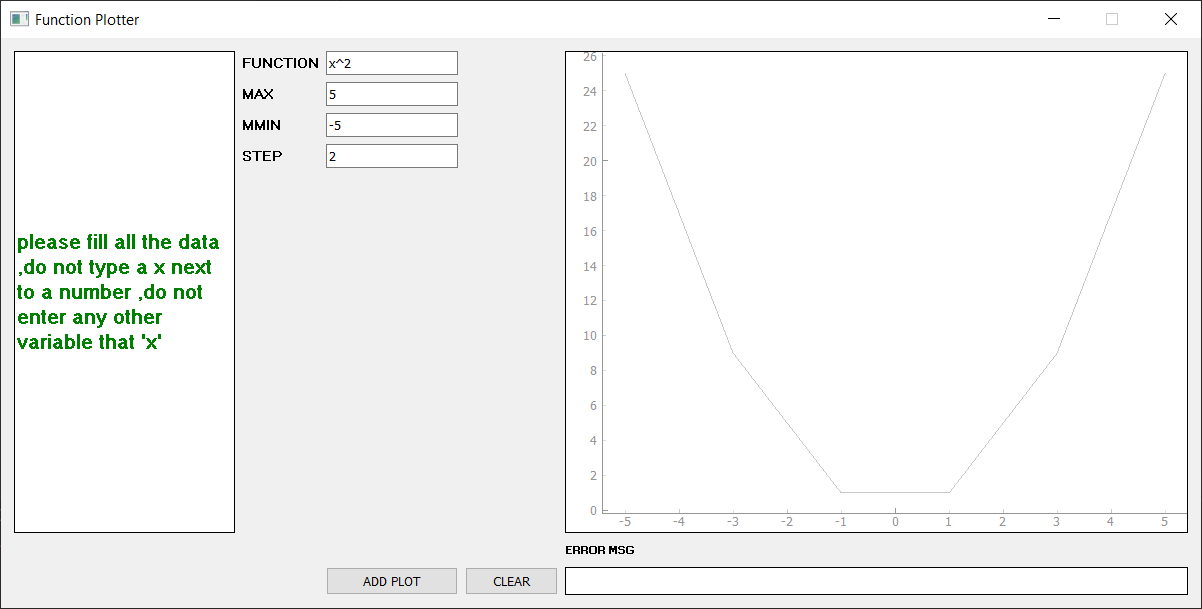 Function Plotter
please fill all the data
,do not type a x next
to a number ,do not
enter any other
variable that 'x'
FUNCTION x^2
MAX 5
MMIN -5
STEP 2
26
24
22
20
18
16
14
12
10
8
6
4
2
0
-5 -4 -3 -2 -1 0 1 2 3 4 5
ERROR MSG
ADD PLOT CLEAR